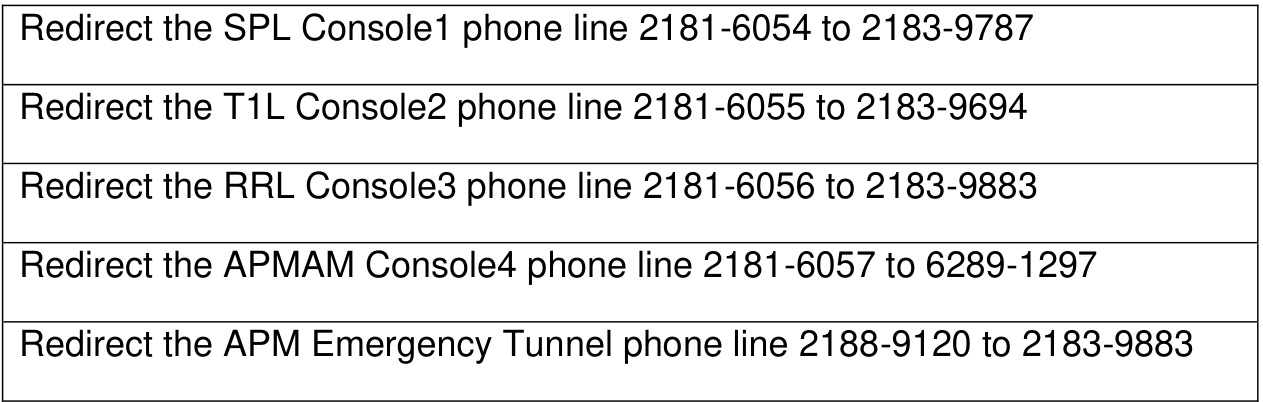 Redirect the SPL Console1 phone line 2181-6054 to 2183-9787
Redirect the T1L Console2 phone line 2181-6055 to 2183-9694
Redirect the RRL Console3 phone line 2181-6056 to 2183-9883
Redirect the APMAM Console4 phone line 2181-6057 to 6289-1297
Redirect the APM Emergency Tunnel phone line 2188-9120 to 2183-9883